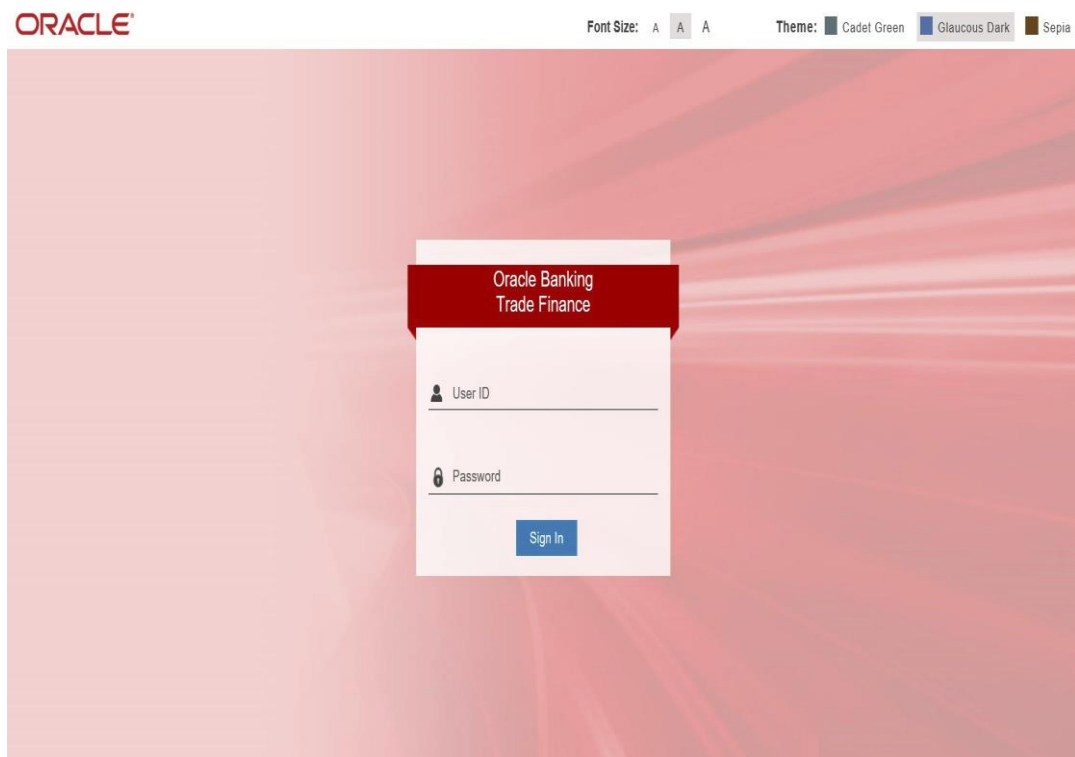 ORACLE®
Font Size: A A A Theme: Cadet Green Glaucous Dark Sepia
Oracle Banking
Trade Finance
User ID
Password
Sign In